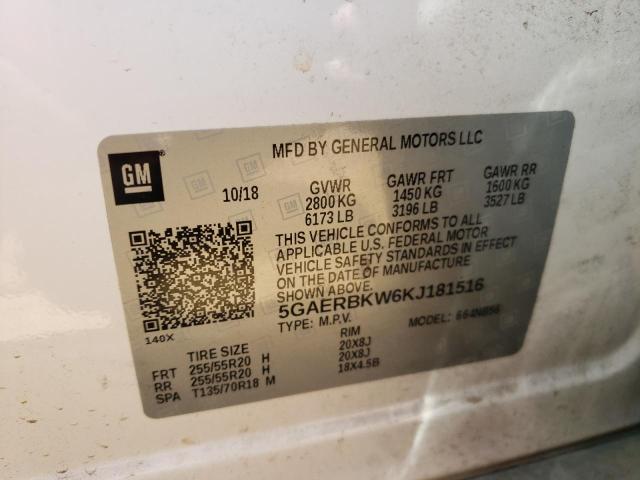 MFD BY GENERAL MOTORS LLC
GM
10/18
GVWR GAWR FRT GAWR RR
2800 KG 1450 KG 1600 KG
6173 LB 3196 LB 3527 LB
THIS VEHICLE CONFORMS TO ALL
APPLICABLE U.S. FEDERAL MOTOR
VEHICLE SAFETY STANDARDS IN EFFECT
ON THE DATE OF MANUFACTURE
SHOWN ABOVE.
5GAERBKW6KJ181516
TYPE: M.P.V. MODEL: 664NB56
140X
TIRE SIZE RIM
FRT 255/55R20 H 20X8J
RR 255/55R20 H 20X8J
SPA T135/70R18 M 18X4.5B